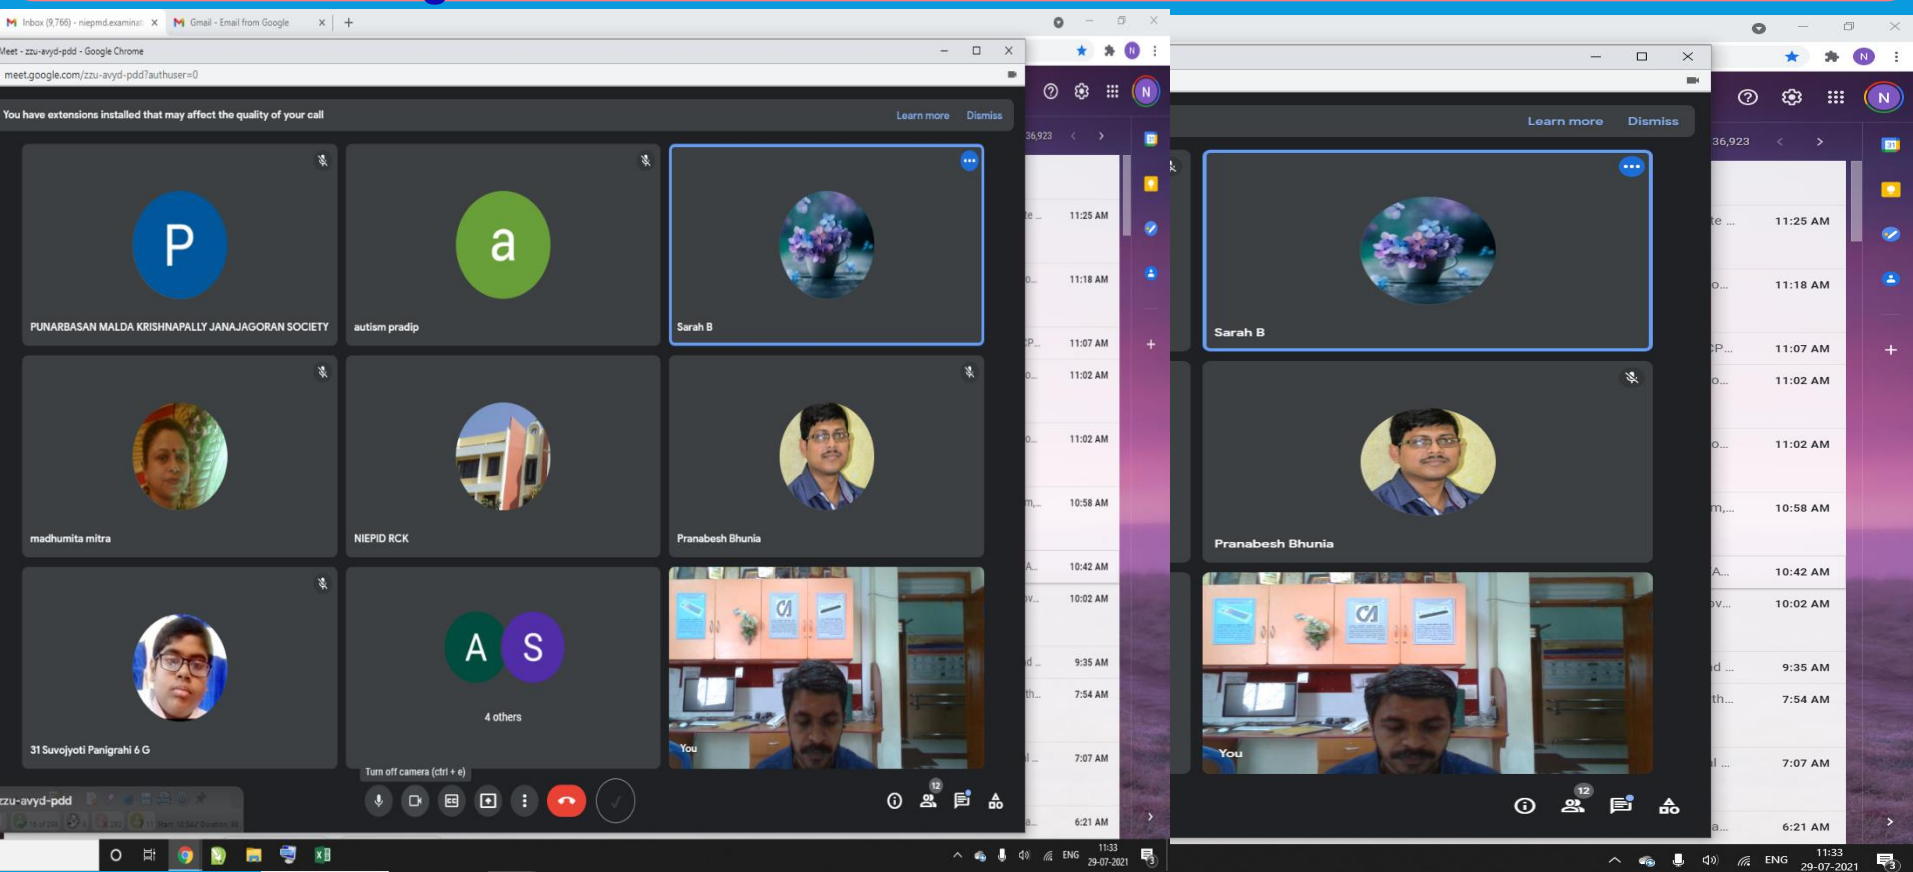 Inbox (9,766) - niepmd.examinat
Gmail - Email from Google
Meet - zzu-avyd-pdd - Google Chrome
meet.google.com/zzu-avyd-pdd?authuser=0
You have extensions installed that may affect the quality of your call
Learn more Dismiss
N
N
36,923
P
PUNARBASAN MALDA KRISHNAPALLY JANAJAGORAN SOCIETY
a
autism pradip
Sarah B
madhumita mitra
NIEPID RCK
Pranabesh Bhunia
31 Suvojyoti Panigrahi 6 G
A S
4 others
You
Turn off camera (ctrl + e)
12
zzu-avyd-pdd
11:25 AM
11:18 AM
11:07 AM
11:02 AM
11:02 AM
10:58 AM
10:42 AM
10:02 AM
9:35 AM
7:54 AM
7:07 AM
6:21 AM
ENG
11:33
29-07-2021
3
N
Learn more Dismiss
N
36,923
31
Sarah B
Pranabesh Bhunia
You
12
11:25 AM
11:18 AM
11:07 AM
11:02 AM
11:02 AM
10:58 AM
10:42 AM
10:02 AM
9:35 AM
7:54 AM
7:07 AM
6:21 AM
ENG
11:33
29-07-2021
3